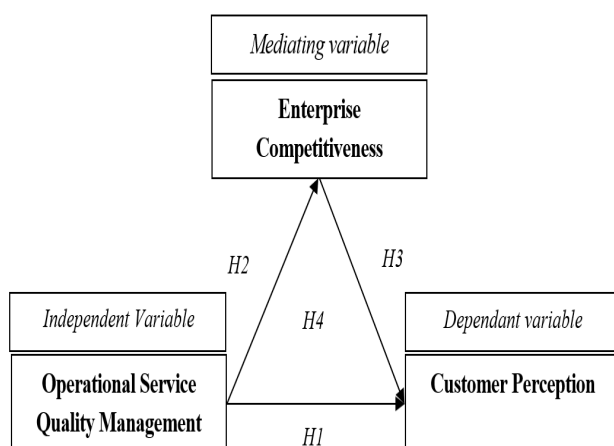 Mediating variable
Enterprise
Competitiveness
H2
H3
H4
Independent Variable
Dependant variable
Operational Service
Quality Management
Customer Perception
H1